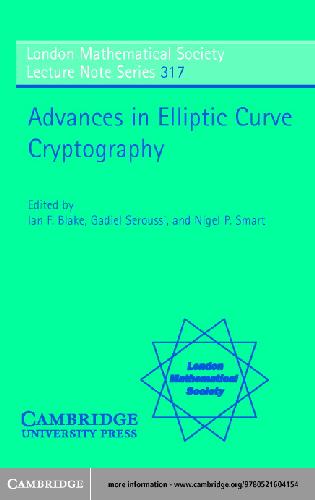 London Mathematical Society
Lecture Note Series 317
Advances in Elliptic Curve
Cryptography
Edited by
Ian F. Blake, Gadiel Seroussi, and Nigel P. Smart
London
Mathematical
Society
CAMBRIDGE
UNIVERSITY PRESS
CAMBRIDGE more information - www.cambridge.org/9780521604154